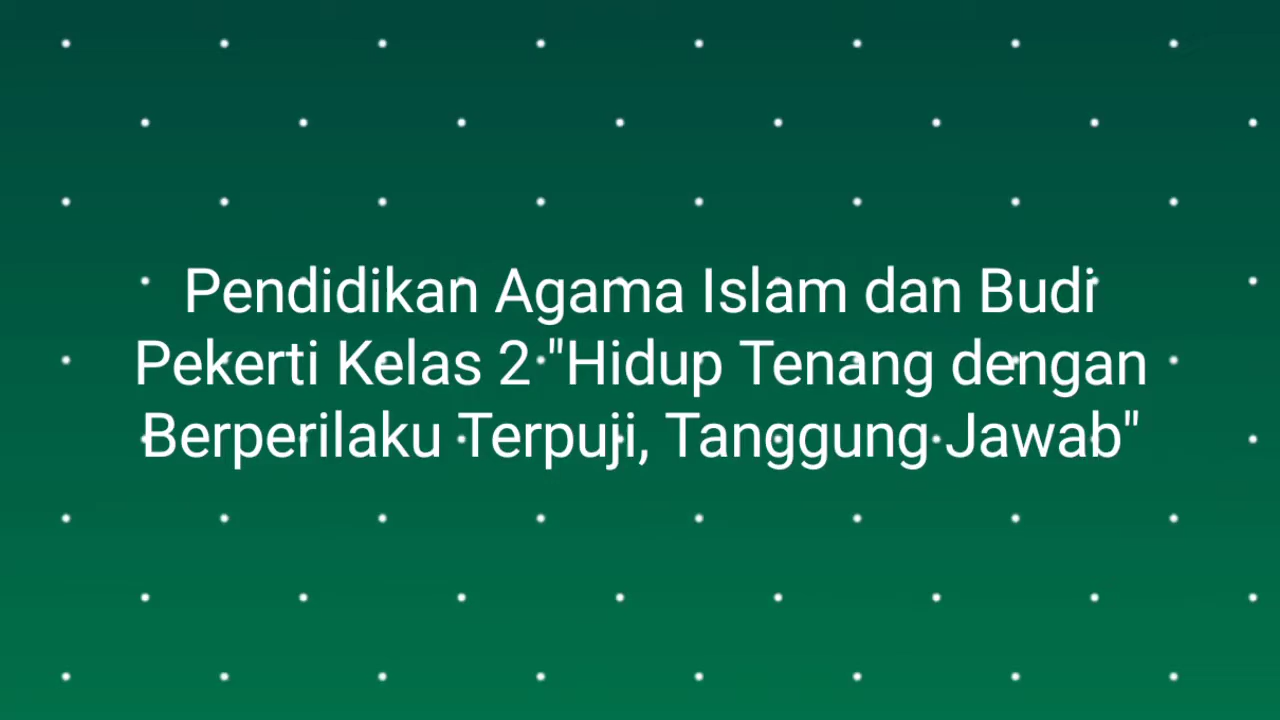 Pendidikan Agama Islam dan Budi
Pekerti Kelas 2 "Hidup Tenang dengan
Berperilaku Terpuji, Tanggung Jawab"